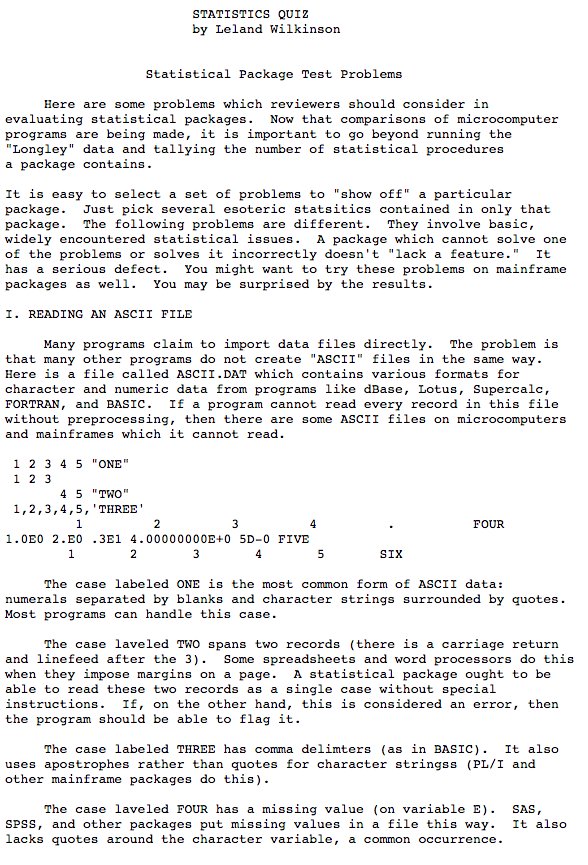 STATISTICS QUIZ
by Leland Wilkinson
Statistical Package Test Problems
Here are some problems which reviewers should consider in
evaluating statistical packages.  Now that comparisons of microcomputer
programs are being made, it is important to go beyond running the
"Longley" data and tallying the number of statistical procedures
a package contains.
It is easy to select a set of problems to "show off" a particular
package.  Just pick several esoteric statsitics contained in only that
package.  The following problems are different.  They involve basic,
widely encountered statistical issues.  A package which cannot solve one
of the problems or solves it incorrectly doesn't "lack a feature."  It
has a serious defect.  You might want to try these problems on mainframe
packages as well.  You may be surprised by the results.
I. READING AN ASCII FILE
Many programs claim to import data files directly.  The problem is
that many other programs do not create "ASCII" files in the same way.
Here is a file called ASCII.DAT which contains various formats for
character and numeric data from programs like dBase, Lotus, Supercalc,
FORTRAN, and BASIC.  If a program cannot read every record in this file
without preprocessing, then there are some ASCII files on microcomputers
and mainframes which it cannot read.
1 2 3 4 5 "ONE"
1 2 3
4 5 "TWO"
1,2,3,4,5,'THREE'
1 2 3 4 . FOUR
1.0E0 2.E0 .3E1 4.00000000E+0 5D-0 FIVE
1 2 3 4 5 SIX
The case labeled ONE is the most common form of ASCII data:
numerals separated by blanks and character strings surrounded by quotes.
Most programs can handle this case.
The case laveled TWO spans two records (there is a carriage return
and linefeed after the 3).  Some spreadsheets and word processors do this
when they impose margins on a page.  A statistical package ought to be
able to read these two records as a single case without special
instructions.  If, on the other hand, this is considered an error, then
the program should be able to flag it.
The case labeled THREE has comma delimters (as in BASIC).  It also
uses apostrophes rather than quotes for character stringss (PL/I and
other mainframe packages do this).
The case laveled FOUR has a missing value (on variable E).  SAS,
SPSS, and other packages put missing values in a file this way.  It also
lacks quotes around the character variable, a common occurrence.